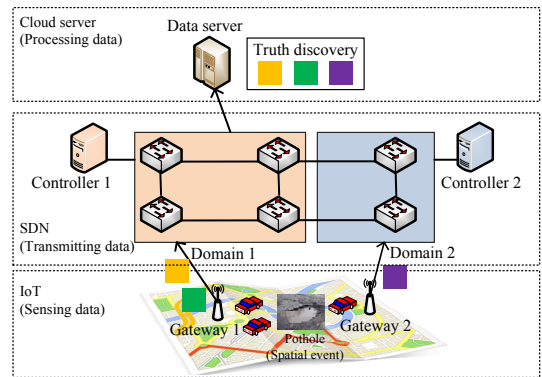 Cloud server
(Processing data)
Data server
Truth discovery
Controller 1
Controller 2
SDN
(Transmitting data)
Domain 1
Domain 2
IoT
(Sensing data)
Gateway 1
Gateway 2
Pothole
(Spatial event)